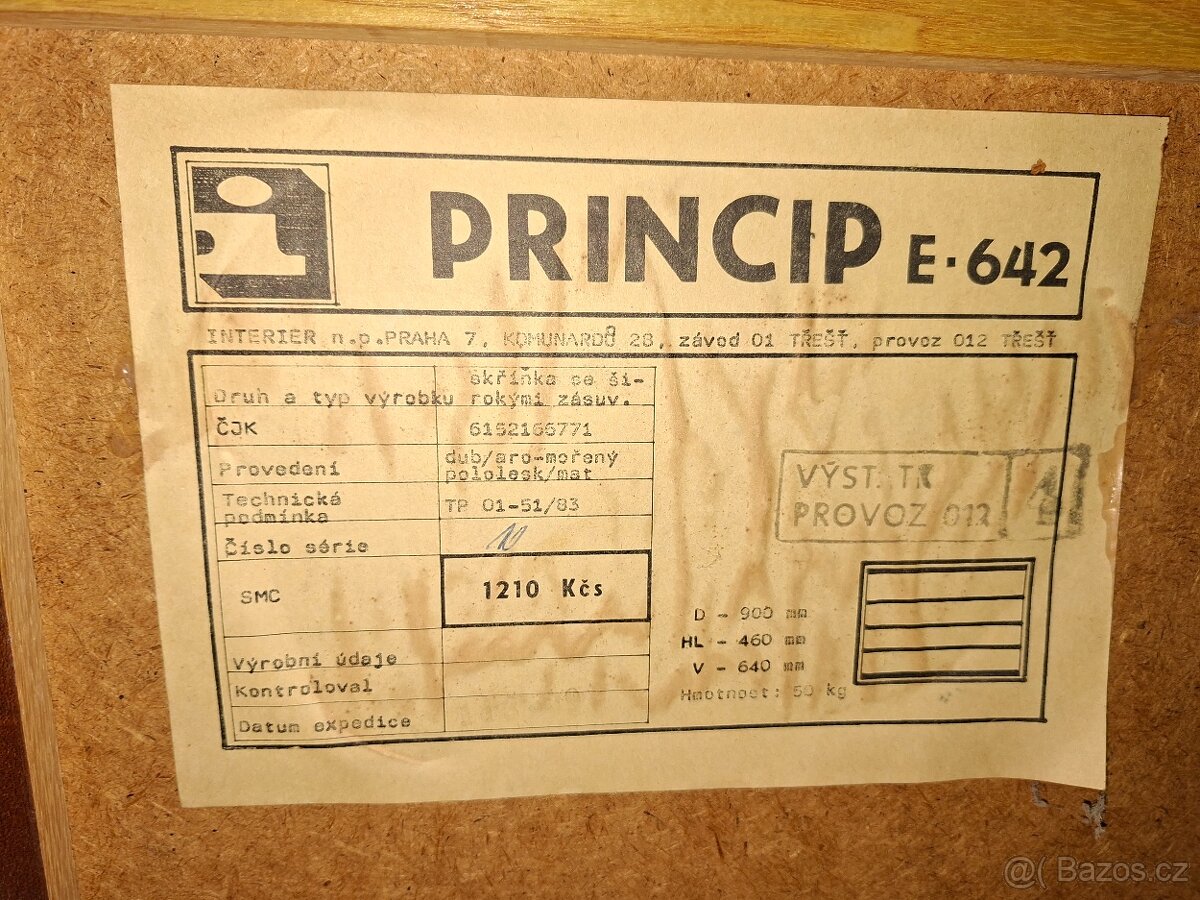 PRINCIP E-642
INTERIER n.p.PRAHA 7, KOMUNARDŮ 28, závod 01 TŘEŠŤ, provoz 012 TŘEŠŤ
Druh a typ výrobku skříňka se ši-
rokými zásuv.
ČJK 6152166771
Provedení dub/aro-mořený
pololesk/mat
Technická
podmínka TP 01-51/83
Číslo série
SMC 1210 Kčs
Výrobní údaje
Kontroloval
Datum expedice
VÝST. TK
PROVOZ 012
D - 900 mm
HL - 460 mm
V - 640 mm
Hmotnost: 50 kg
Bazos.cz